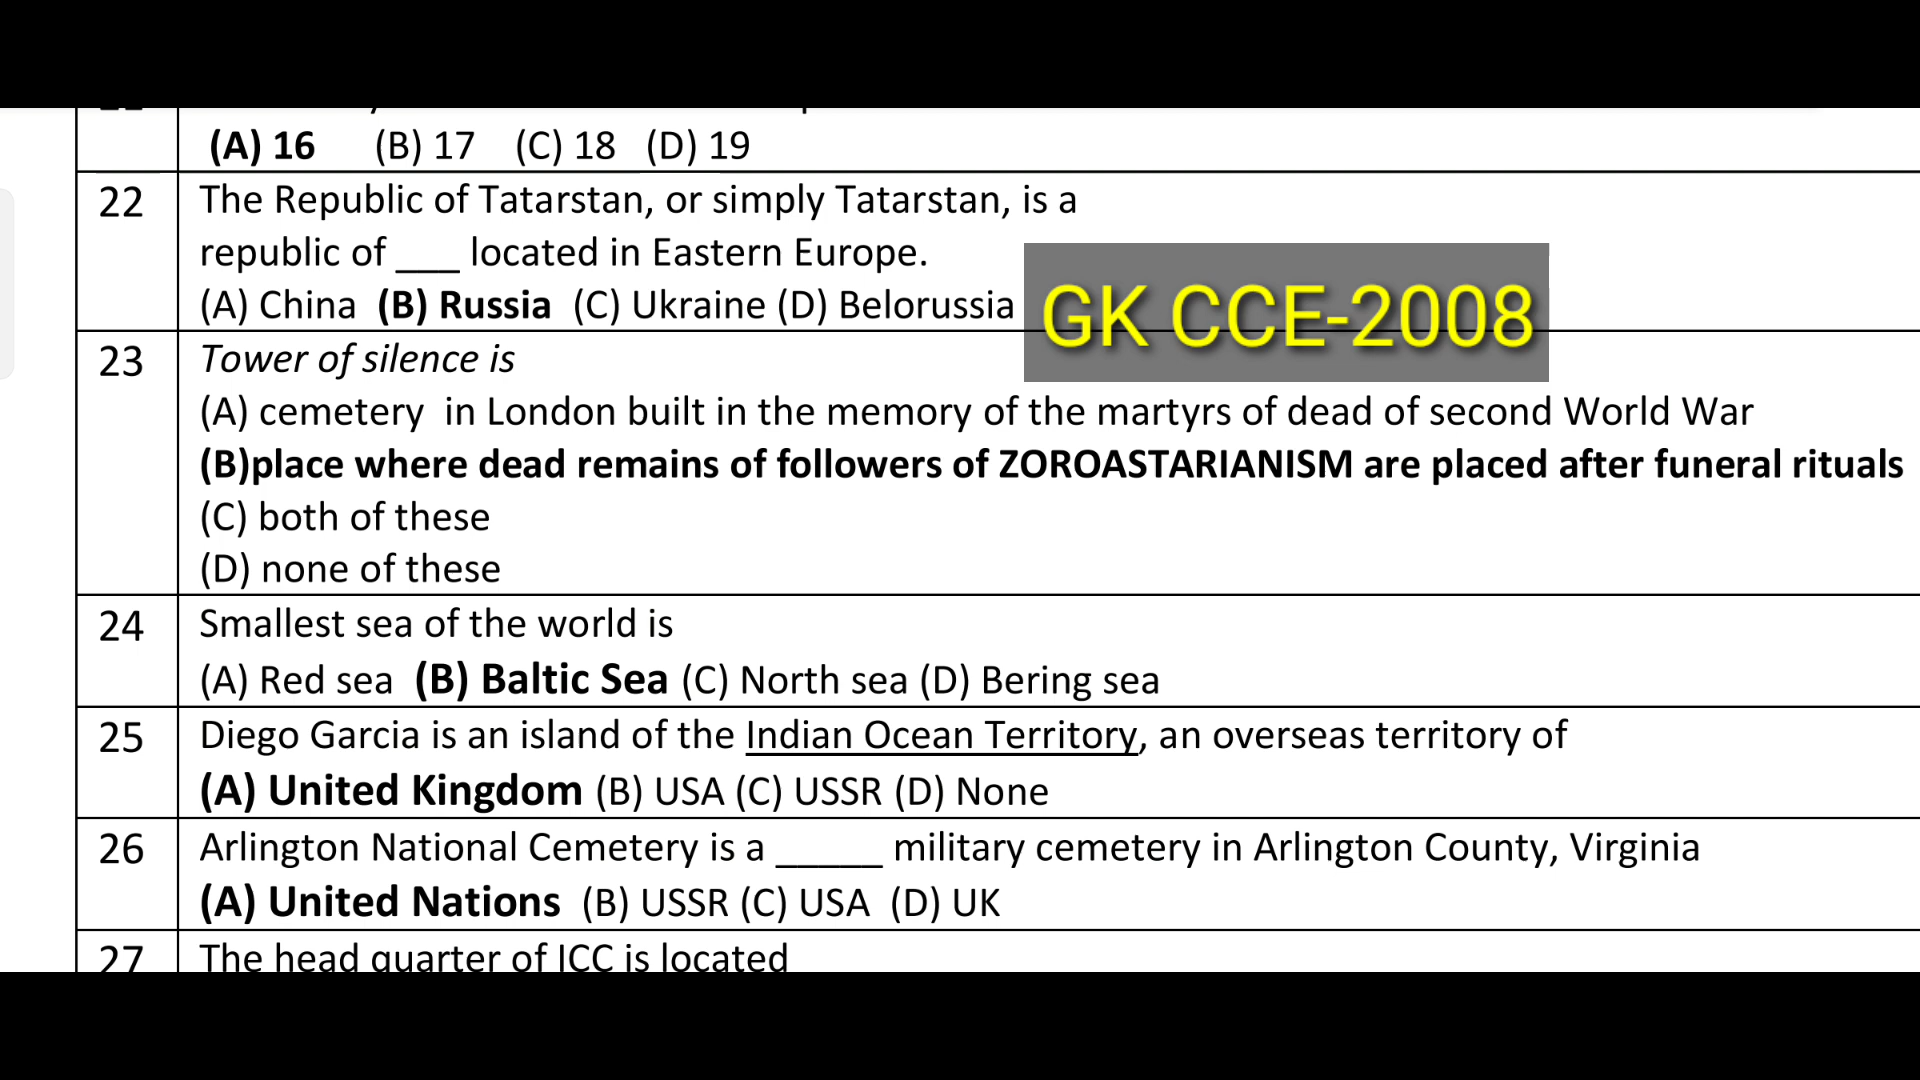 (A) 16 (B) 17 (C) 18 (D) 19
22 The Republic of Tatarstan, or simply Tatarstan, is a
republic of ___ located in Eastern Europe.
(A) China (B) Russia (C) Ukraine (D) Belorussia
GK CCE-2008
23 Tower of silence is
(A) cemetery in London built in the memory of the martyrs of dead of second World War
(B)place where dead remains of followers of ZOROASTARIANISM are placed after funeral rituals
(C) both of these
(D) none of these
24 Smallest sea of the world is
(A) Red sea (B) Baltic Sea (C) North sea (D) Bering sea
25 Diego Garcia is an island of the Indian Ocean Territory, an overseas territory of
(A) United Kingdom (B) USA (C) USSR (D) None
26 Arlington National Cemetery is a _____ military cemetery in Arlington County, Virginia
(A) United Nations (B) USSR (C) USA (D) UK
27 The head quarter of ICC is located